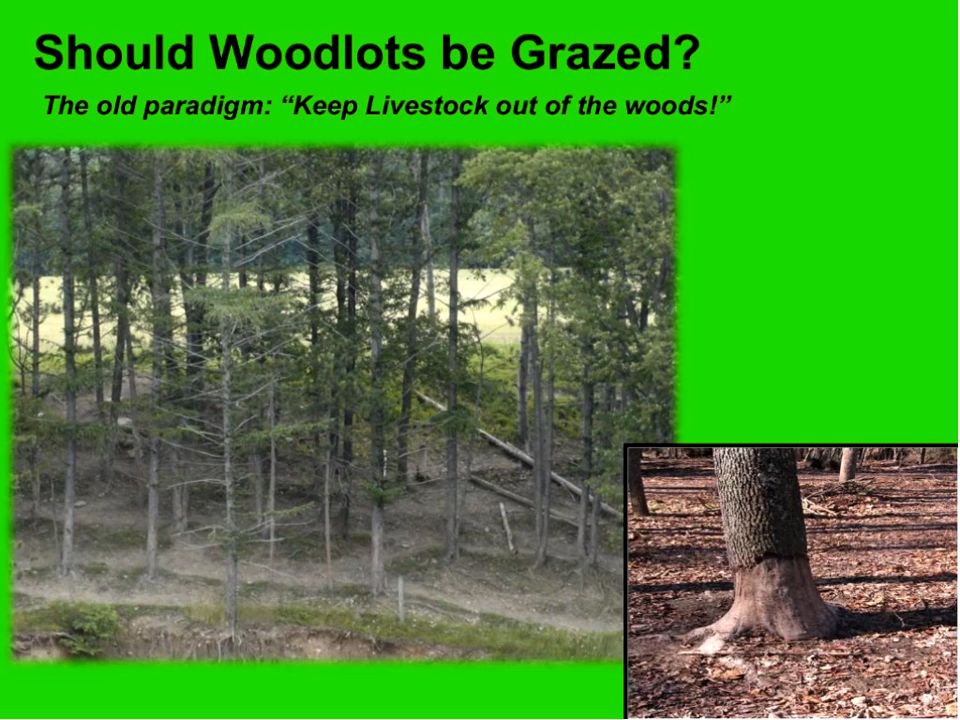 Should Woodlots be Grazed?
The old paradigm: “Keep Livestock out of the woods!”